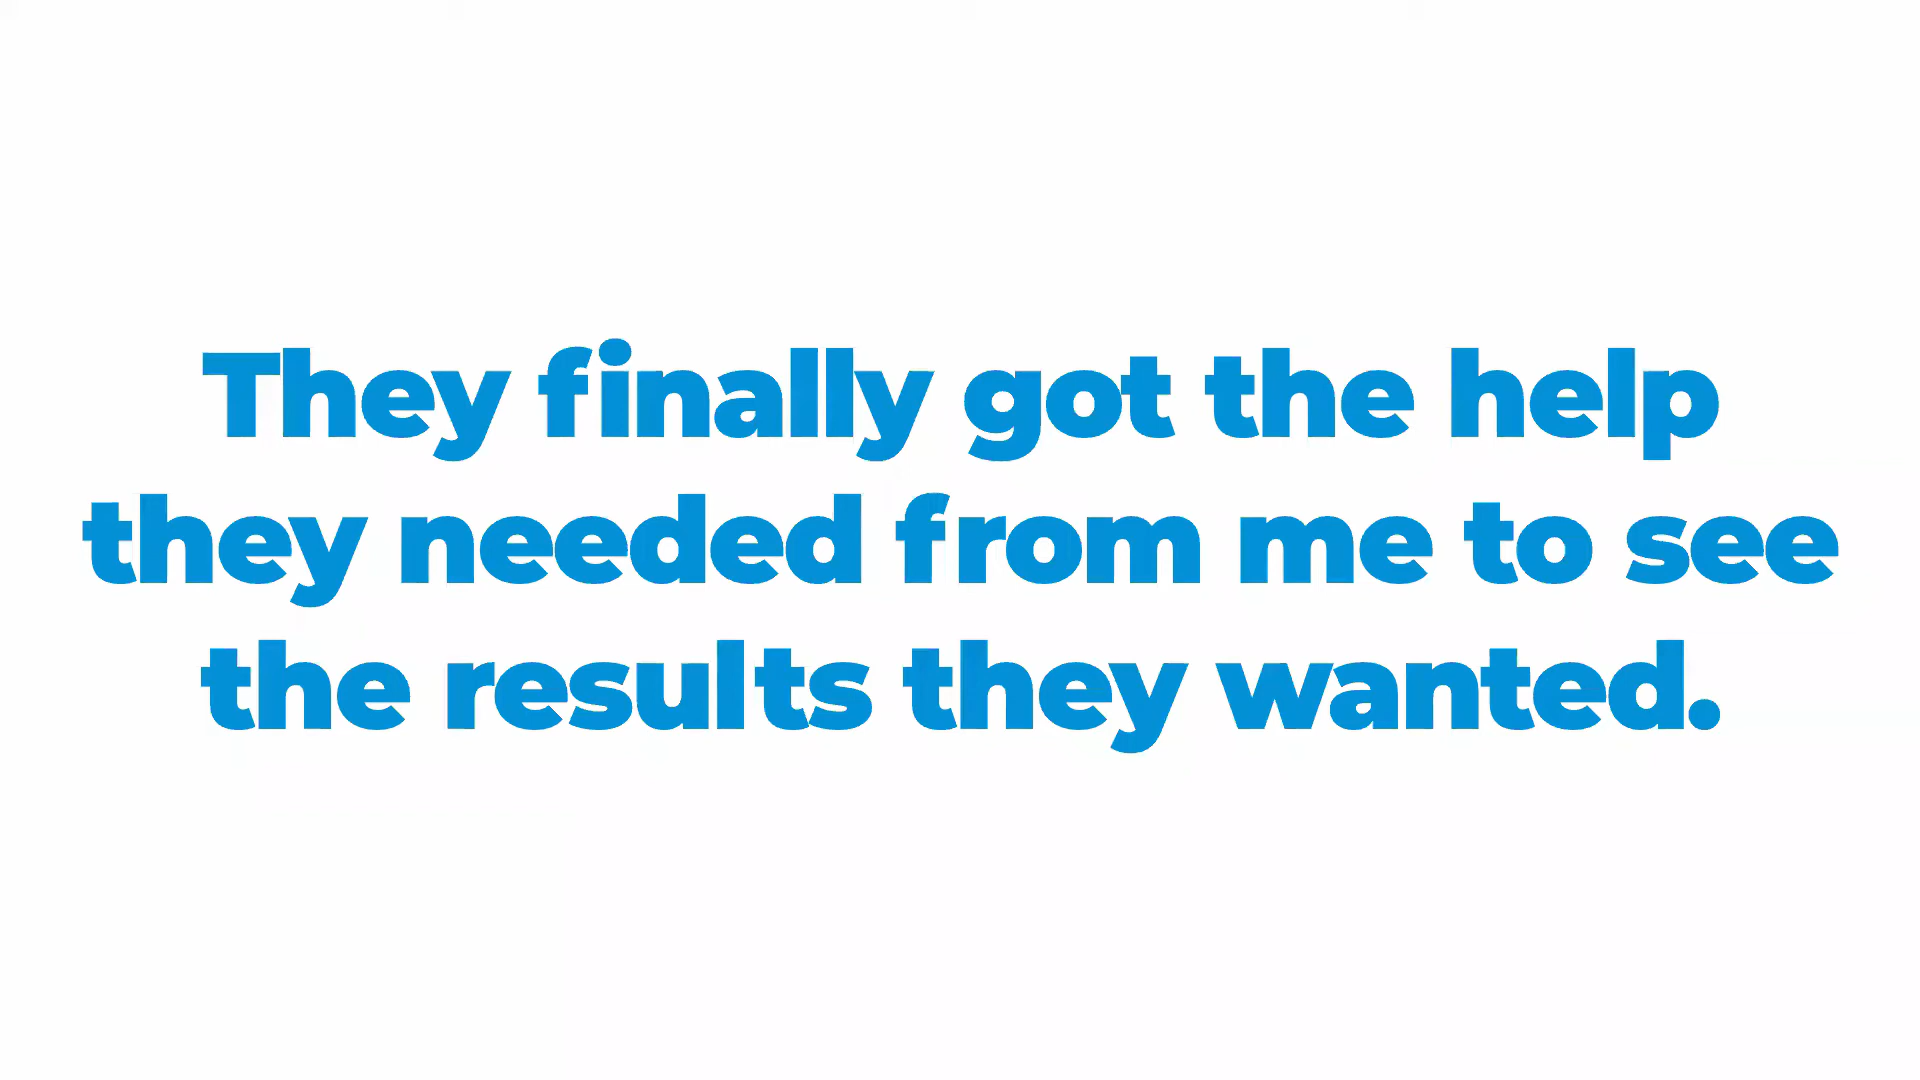 They finally got the help
they needed from me to see
the results they wanted.